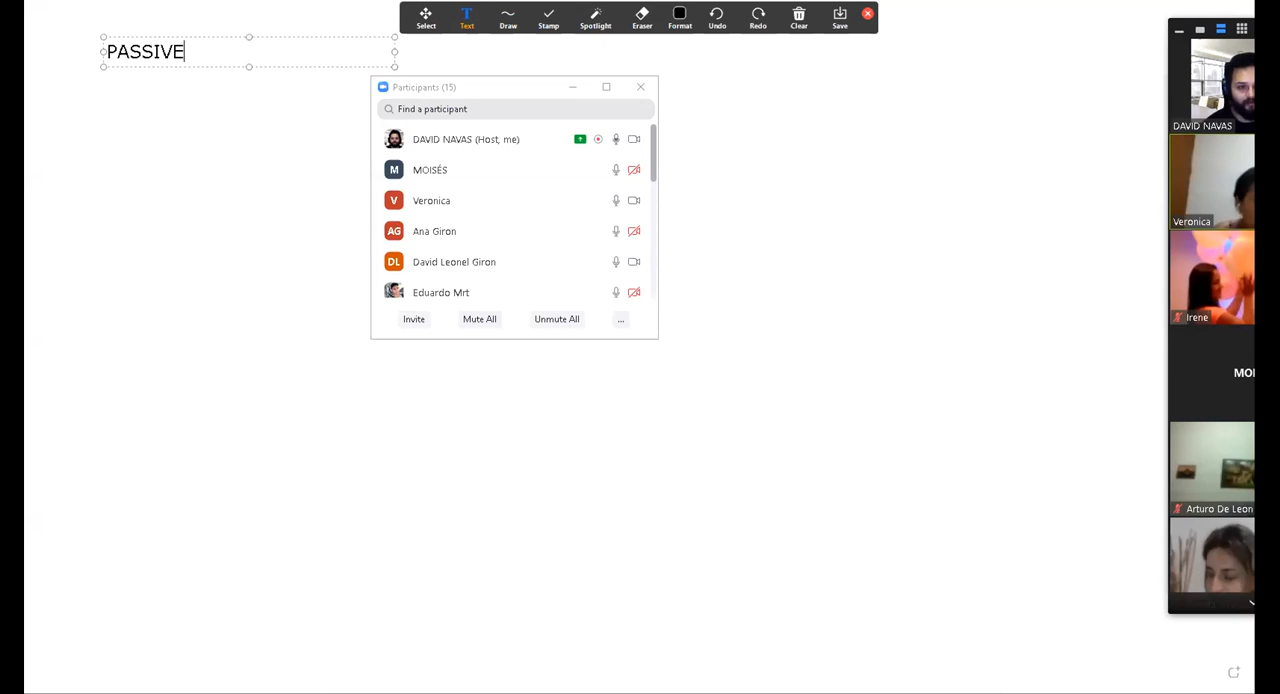 Select
Text
Draw
Stamp
Spotlight
Eraser
Format
Undo
Redo
Clear
Save
PASSIVE
Participants (15)
Find a participant
DAVID NAVAS (Host, me)
M MOISÉS
V Veronica
AG Ana Giron
DL David Leonel Giron
Eduardo Mrt
Invite
Mute All
Unmute All
...
DAVID NAVAS
Veronica
Irene
MOI
Arturo De Leon